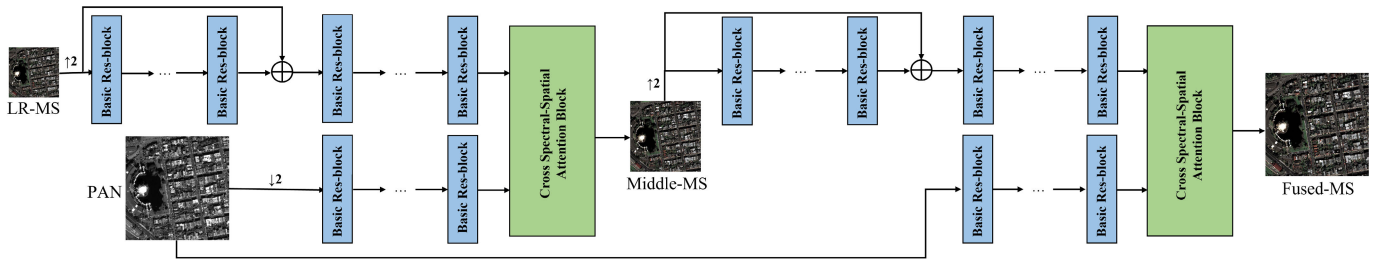 LR-MS
↑2
Basic Res-block
...
Basic Res-block
Basic Res-block
...
Basic Res-block
PAN
↓2
Basic Res-block
...
Basic Res-block
Cross Spectral-Spatial
Attention Block
Middle-MS
↑2
Basic Res-block
...
Basic Res-block
Basic Res-block
...
Basic Res-block
Basic Res-block
...
Basic Res-block
Cross Spectral-Spatial
Attention Block
Fused-MS